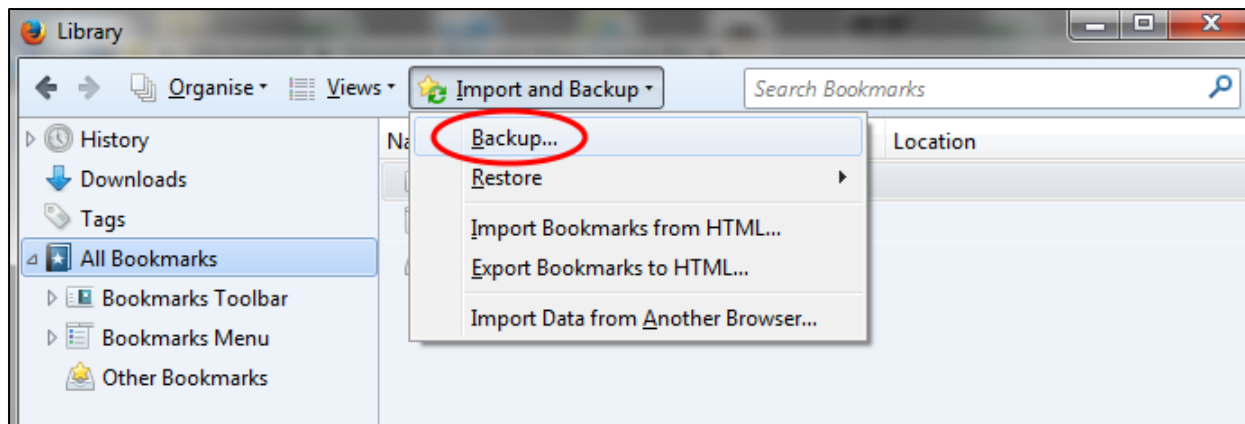 Library
Organise Views Import and Backup Search Bookmarks
History
Downloads
Tags
All Bookmarks
Bookmarks Toolbar
Bookmarks Menu
Other Bookmarks
Location
Backup...
Restore
Import Bookmarks from HTML...
Export Bookmarks to HTML...
Import Data from Another Browser...